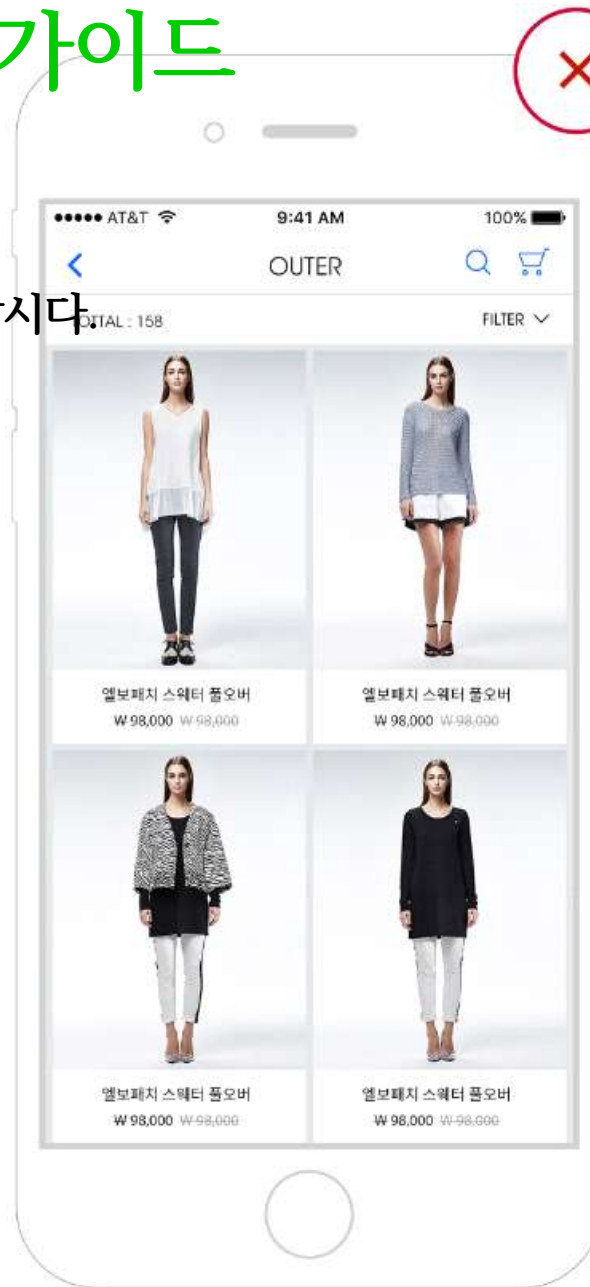 가이드
AT&T 9:41 AM 100%
OUTER
시다.
TOTTAL : 158 FILTER
엘보패치 스웨터 풀오버 엘보패치 스웨터 풀오버
₩ 98,000 ₩ 98,000 ₩ 98,000 ₩ 98,000
엘보패치 스웨터 풀오버 엘보패치 스웨터 풀오버
₩ 98,000 ₩ 98,000 ₩ 98,000 ₩ 98,000